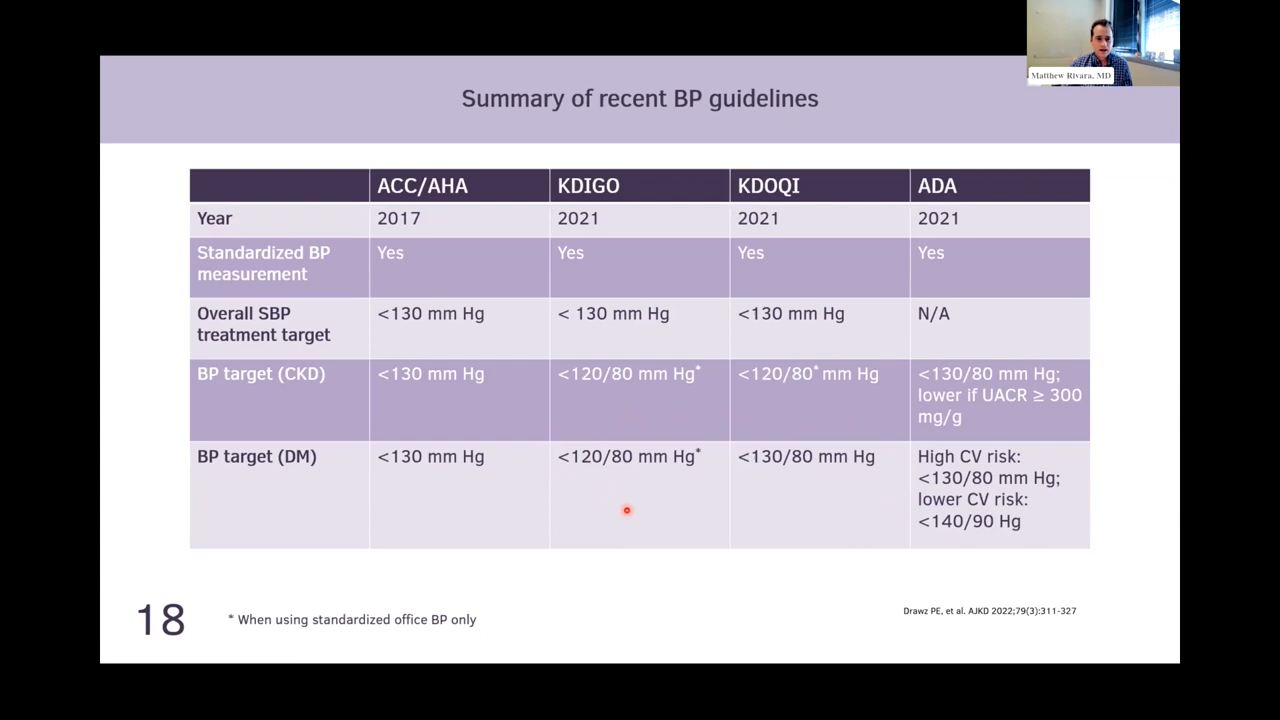 Matthew Rivara, MD
Summary of recent BP guidelines
ACC/AHA KDIGO KDOQI ADA
Year 2017 2021 2021 2021
Standardized BP Yes Yes Yes Yes
measurement
Overall SBP <130 mm Hg < 130 mm Hg <130 mm Hg N/A
treatment target
BP target (CKD) <130 mm Hg <120/80 mm Hg* <120/80* mm Hg <130/80 mm Hg;
lower if UACR ≥ 300
mg/g
BP target (DM) <130 mm Hg <120/80 mm Hg* <130/80 mm Hg High CV risk:
<130/80 mm Hg;
lower CV risk:
<140/90 Hg
18
* When using standardized office BP only
Drawz PE, et al. AJKD 2022;79(3):311-327